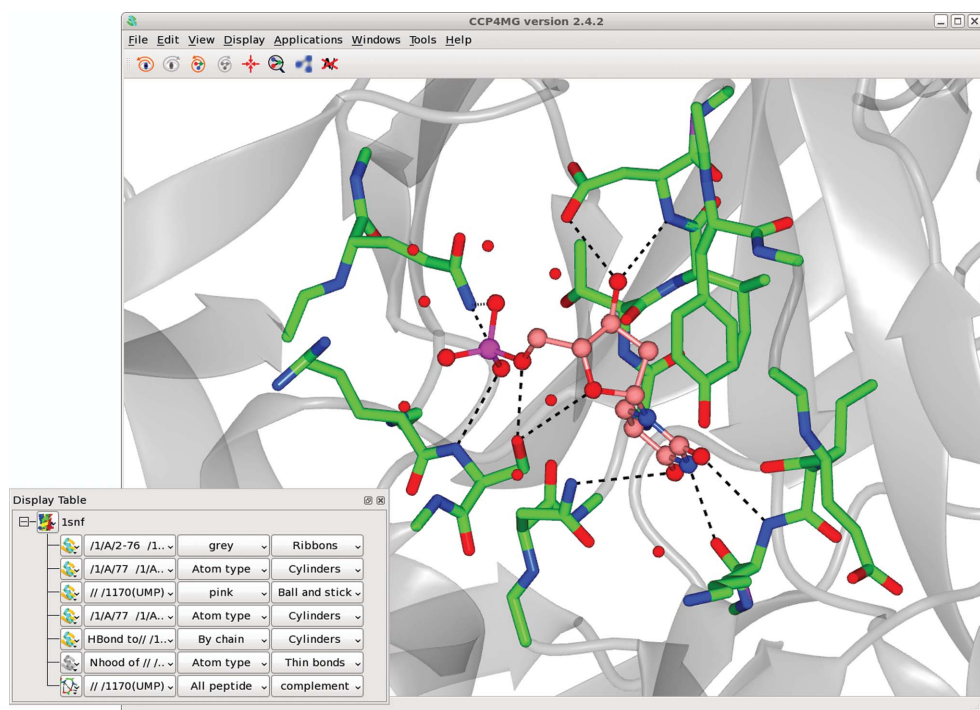 CCP4MG version 2.4.2
File Edit View Display Applications Windows Tools Help
Display Table
1snf
/1/A/2-76 /1.. grey Ribbons
/1/A/77 /1/A.. Atom type Cylinders
// /1170(UMP) pink Ball and stick
/1/A/77 /1/A.. Atom type Cylinders
HBond to// /1.. By chain Cylinders
Nhood of // /.. Atom type Thin bonds
// /1170(UMP) All peptide complement